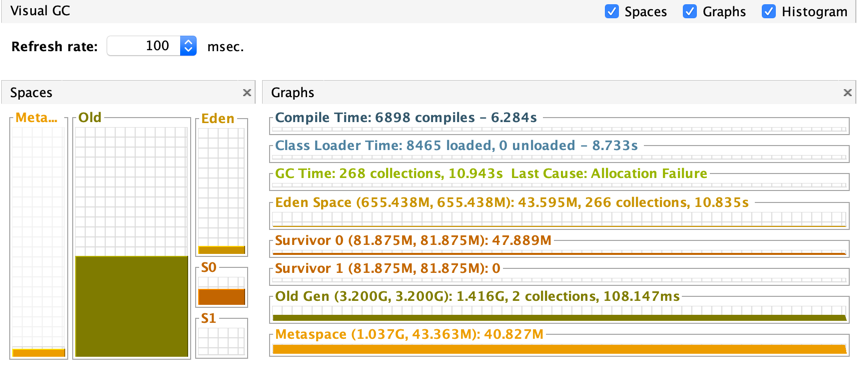 Visual GC
Spaces Graphs Histogram
Refresh rate: 100 msec.
Spaces
Meta...
Old
Eden
S0
S1
Graphs
Compile Time: 6898 compiles - 6.284s
Class Loader Time: 8465 loaded, 0 unloaded - 8.733s
GC Time: 268 collections, 10.943s Last Cause: Allocation Failure
Eden Space (655.438M, 655.438M): 43.595M, 266 collections, 10.835s
Survivor 0 (81.875M, 81.875M): 47.889M
Survivor 1 (81.875M, 81.875M): 0
Old Gen (3.200G, 3.200G): 1.416G, 2 collections, 108.147ms
Metaspace (1.037G, 43.363M): 40.827M